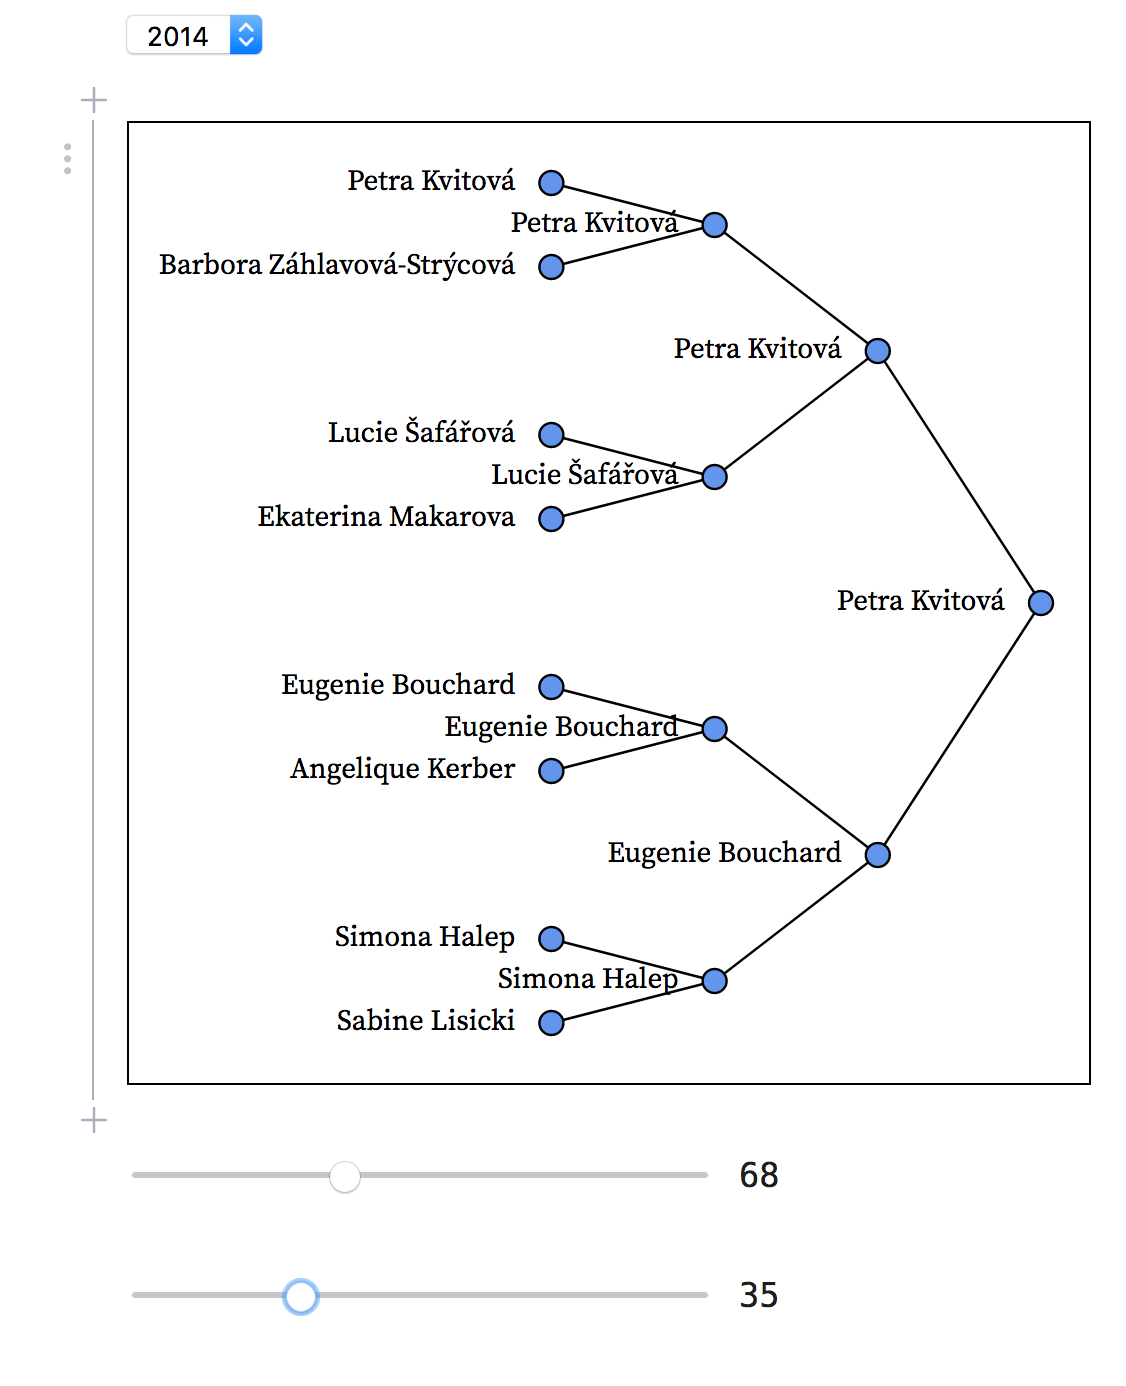 2014
Petra Kvitová
Petra Kvitová
Barbora Záhlavová-Strýcová
Petra Kvitová
Lucie Šafářová
Lucie Šafářová
Ekaterina Makarova
Petra Kvitová
Eugenie Bouchard
Eugenie Bouchard
Angelique Kerber
Eugenie Bouchard
Simona Halep
Simona Halep
Sabine Lisicki
68
35